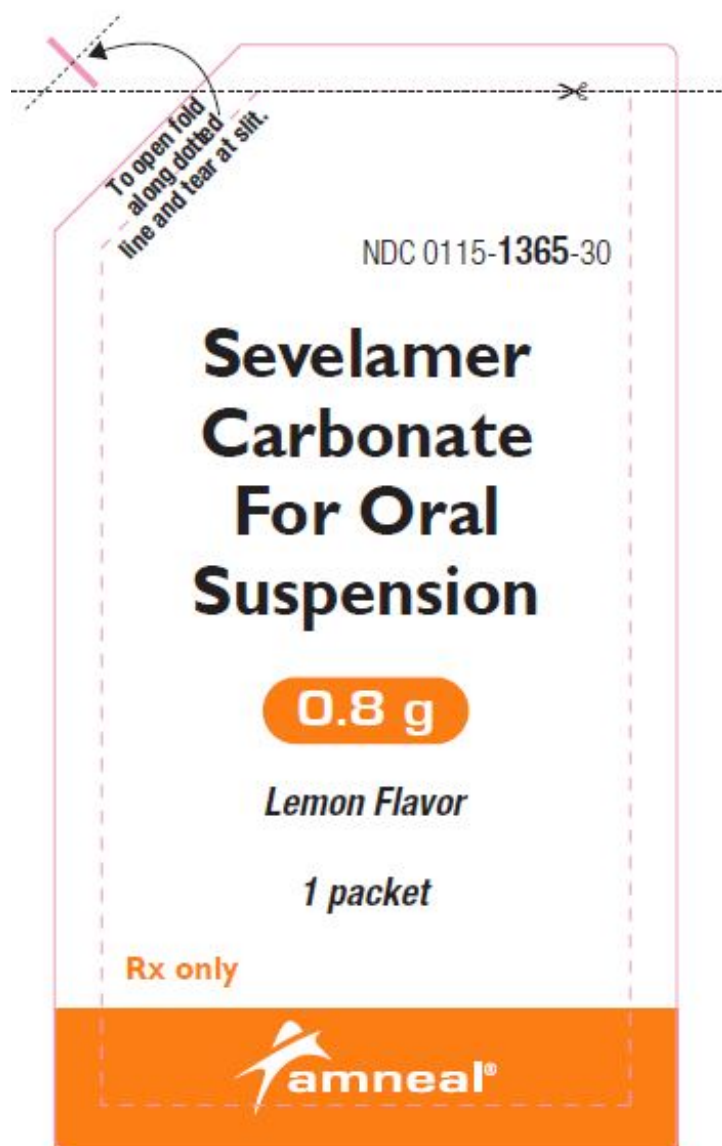 To open fold
along dotted
line and tear at slit.
NDC 0115-1365-30
Sevelamer
Carbonate
For Oral
Suspension
0.8 g
Lemon Flavor
1 packet
Rx only
amneal®